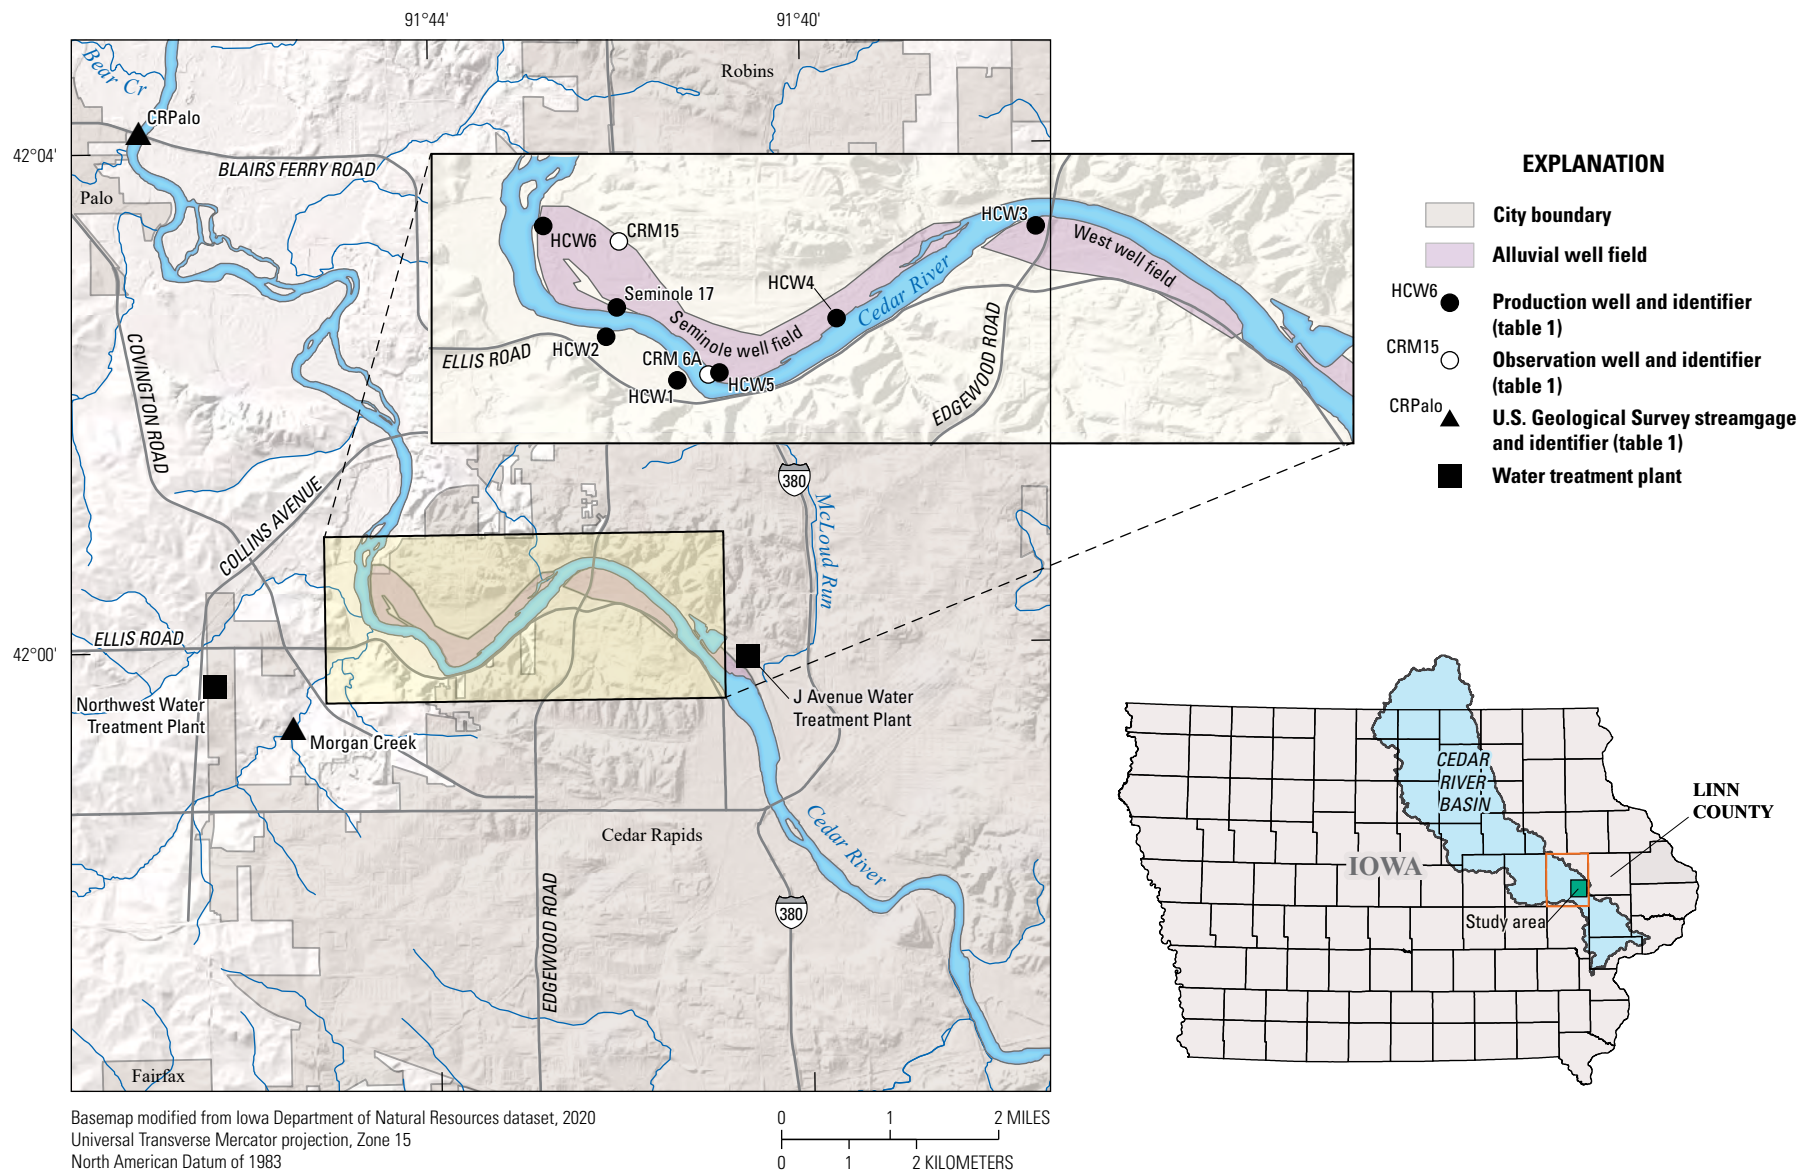 91°44'
91°40'
42°04'
42°00'
Bear Cr
CRPalo
Robins
BLAIRS FERRY ROAD
Palo
COVINGTON ROAD
COLLINS AVENUE
ELLIS ROAD
Northwest Water
Treatment Plant
Morgan Creek
380
McLoud Run
J Avenue Water
Treatment Plant
Cedar Rapids
Cedar River
EDGEWOOD ROAD
380
Fairfax
HCW6
CRM15
Seminole 17
HCW2
ELLIS ROAD
CRM 6A
HCW1
HCW5
Seminole well field
HCW4
Cedar River
HCW3
West well field
EDGEWOOD ROAD
EXPLANATION
City boundary
Alluvial well field
HCW6
Production well and identifier
(table 1)
CRM15
Observation well and identifier
(table 1)
CRPalo
U.S. Geological Survey streamgage
and identifier (table 1)
Water treatment plant
CEDAR
RIVER
BASIN
LINN
COUNTY
IOWA
Study area
Basemap modified from Iowa Department of Natural Resources dataset, 2020
Universal Transverse Mercator projection, Zone 15
North American Datum of 1983
0 1 2 MILES
0 1 2 KILOMETERS